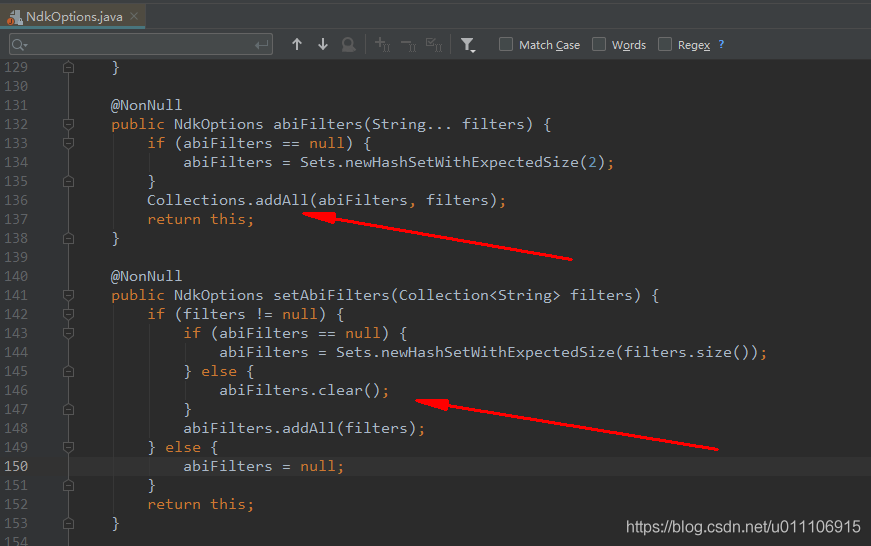 NdkOptions.java
Match Case Words Regex ?
129 }
130
131 @NonNull
132 public NdkOptions abiFilters(String... filters) {
133 if (abiFilters == null) {
134 abiFilters = Sets.newHashSetWithExpectedSize(2);
135 }
136 Collections.addAll(abiFilters, filters);
137 return this;
138 }
139
140 @NonNull
141 public NdkOptions setAbiFilters(Collection<String> filters) {
142 if (filters != null) {
143 if (abiFilters == null) {
144 abiFilters = Sets.newHashSetWithExpectedSize(filters.size());
145 } else {
146 abiFilters.clear();
147 }
148 abiFilters.addAll(filters);
149 } else {
150 abiFilters = null;
151 }
152 return this;
153 }
154
https://blog.csdn.net/u011106915